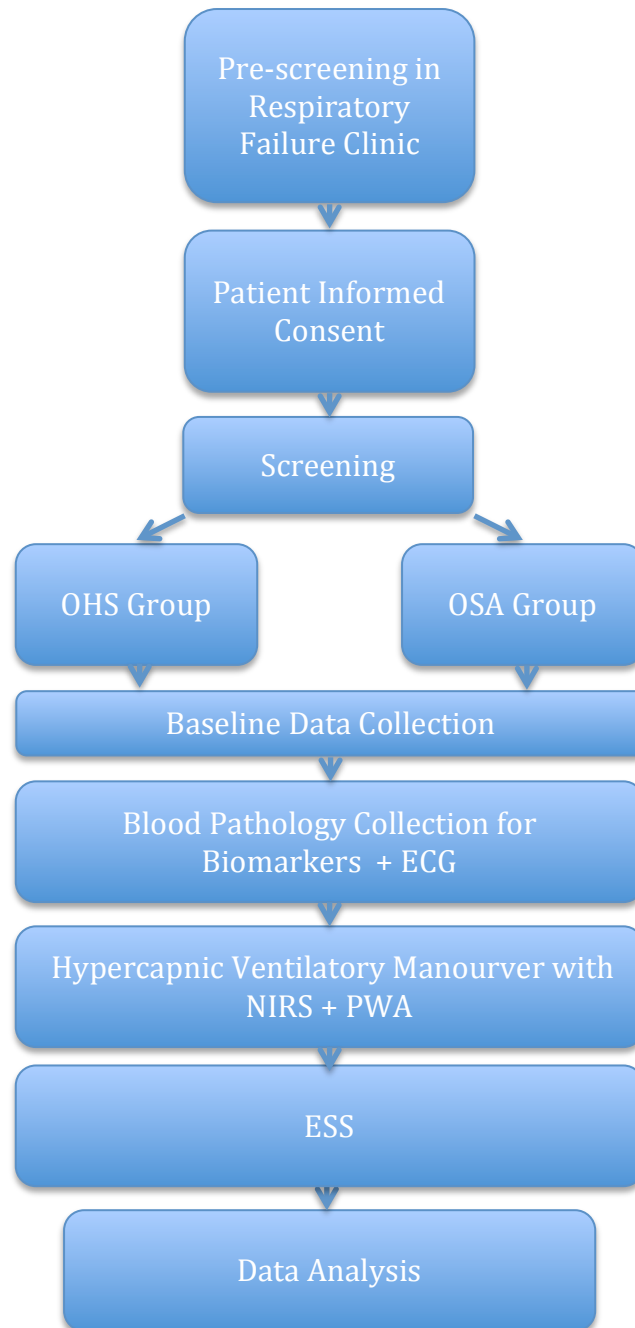 Pre-screening in
Respiratory
Failure Clinic
Patient Informed
Consent
Screening
OHS Group
OSA Group
Baseline Data Collection
Blood Pathology Collection for
Biomarkers + ECG
Hypercapnic Ventilatory Manourver with
NIRS + PWA
ESS
Data Analysis